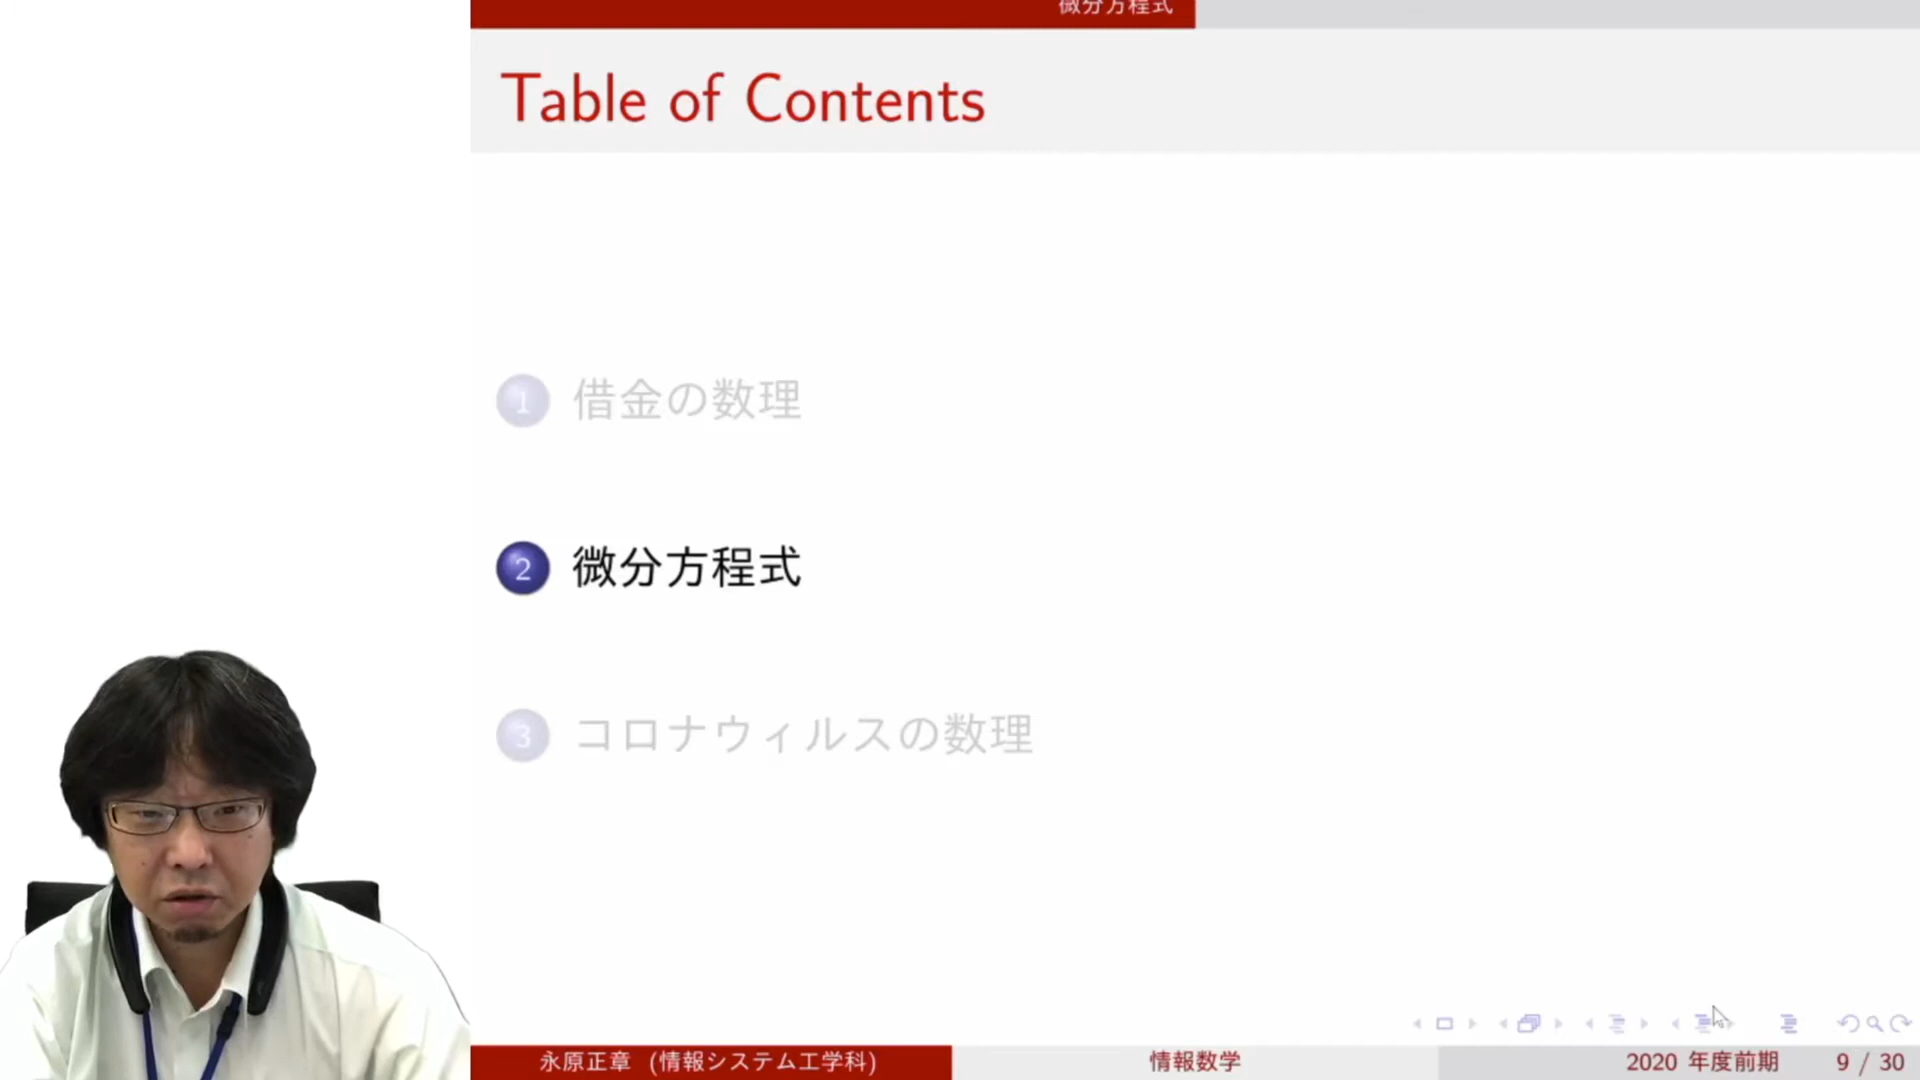 微分方程式
Table of Contents
1 借金の数理
2 微分方程式
3 コロナウィルスの数理
永原正章 (情報システム工学科) 情報数学 2020 年度前期 9 / 30